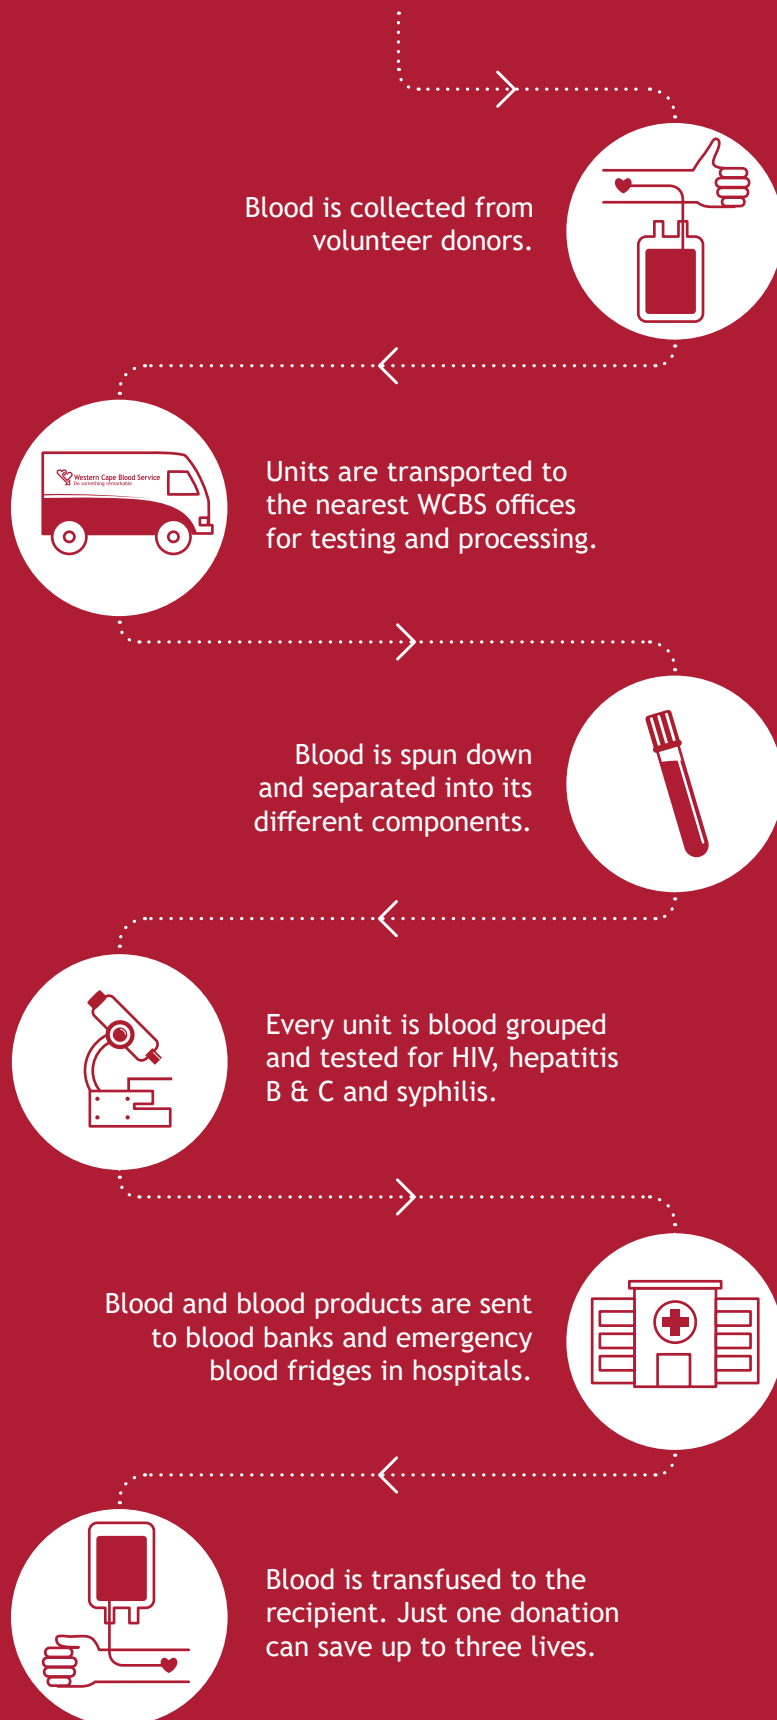 Blood is collected from
volunteer donors.
Western Cape Blood Service
Do something remarkable
Units are transported to
the nearest WCBS offices
for testing and processing.
Blood is spun down
and separated into its
different components.
Every unit is blood grouped
and tested for HIV, hepatitis
B & C and syphilis.
Blood and blood products are sent
to blood banks and emergency
blood fridges in hospitals.
Blood is transfused to the
recipient. Just one donation
can save up to three lives.